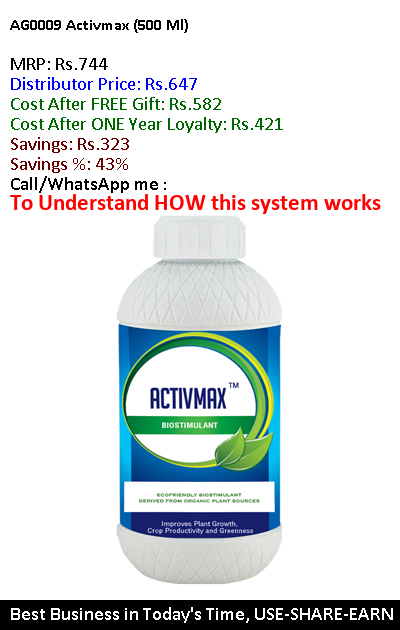 AG0009 Activmax (500 Ml)
MRP: Rs.744
Distributor Price: Rs.647
Cost After FREE Gift: Rs.582
Cost After ONE Year Loyalty: Rs.421
Savings: Rs.323
Savings %: 43%
Call/WhatsApp me :
To Understand HOW this system works
ACTIVMAX™
BIOSTIMULANT
ECOFRIENDLY BIOSTIMULANT
DERIVED FROM ORGANIC PLANT SOURCES
Improves Plant Growth,
Crop Productivity and Greenness
Best Business in Today's Time, USE-SHARE-EARN